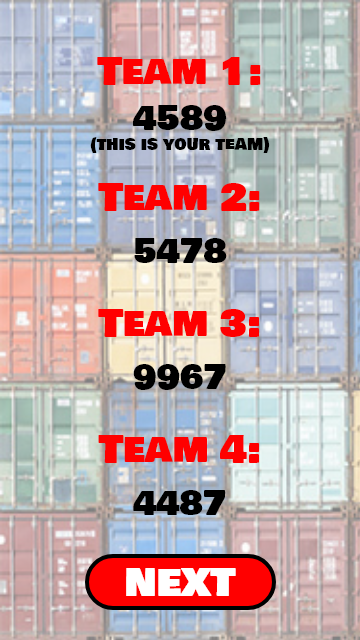 TEAM 1:
4589
(THIS IS YOUR TEAM)
TEAM 2:
5478
TEAM 3:
9967
TEAM 4:
4487
NEXT